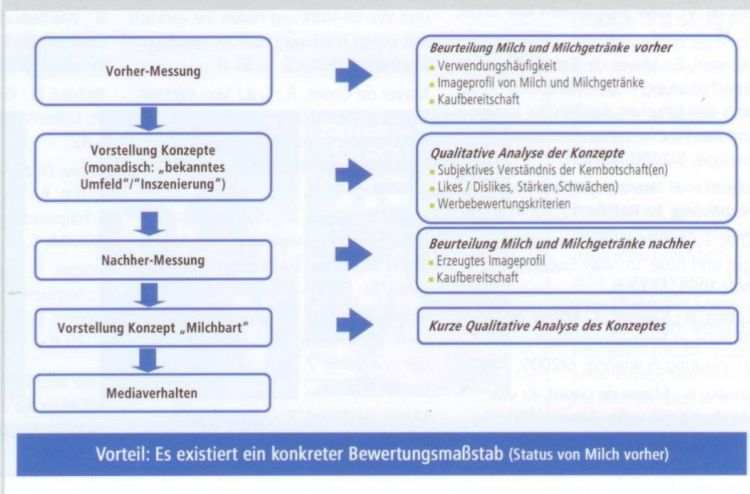 Vorher-Messung
Beurteilung Milch und Milchgetränke vorher
Verwendungshäufigkeit
Imageprofil von Milch und Milchgetränke
Kaufbereitschaft
Vorstellung Konzepte
(monadisch: „bekanntes
Umfeld"/"Inszenierung")
Qualitative Analyse der Konzepte
Subjektives Verständnis der Kernbotschaft(en)
Likes / Dislikes, Stärken,Schwächen)
Werbebewertungskriterien
Nachher-Messung
Beurteilung Milch und Milchgetränke nachher
Erzeugtes Imageprofil
Kaufbereitschaft
Vorstellung Konzept „Milchbart"
Kurze Qualitative Analyse des Konzeptes
Mediaverhalten
Vorteil: Es existiert ein konkreter Bewertungsmaßstab (Status von Milch vorher)